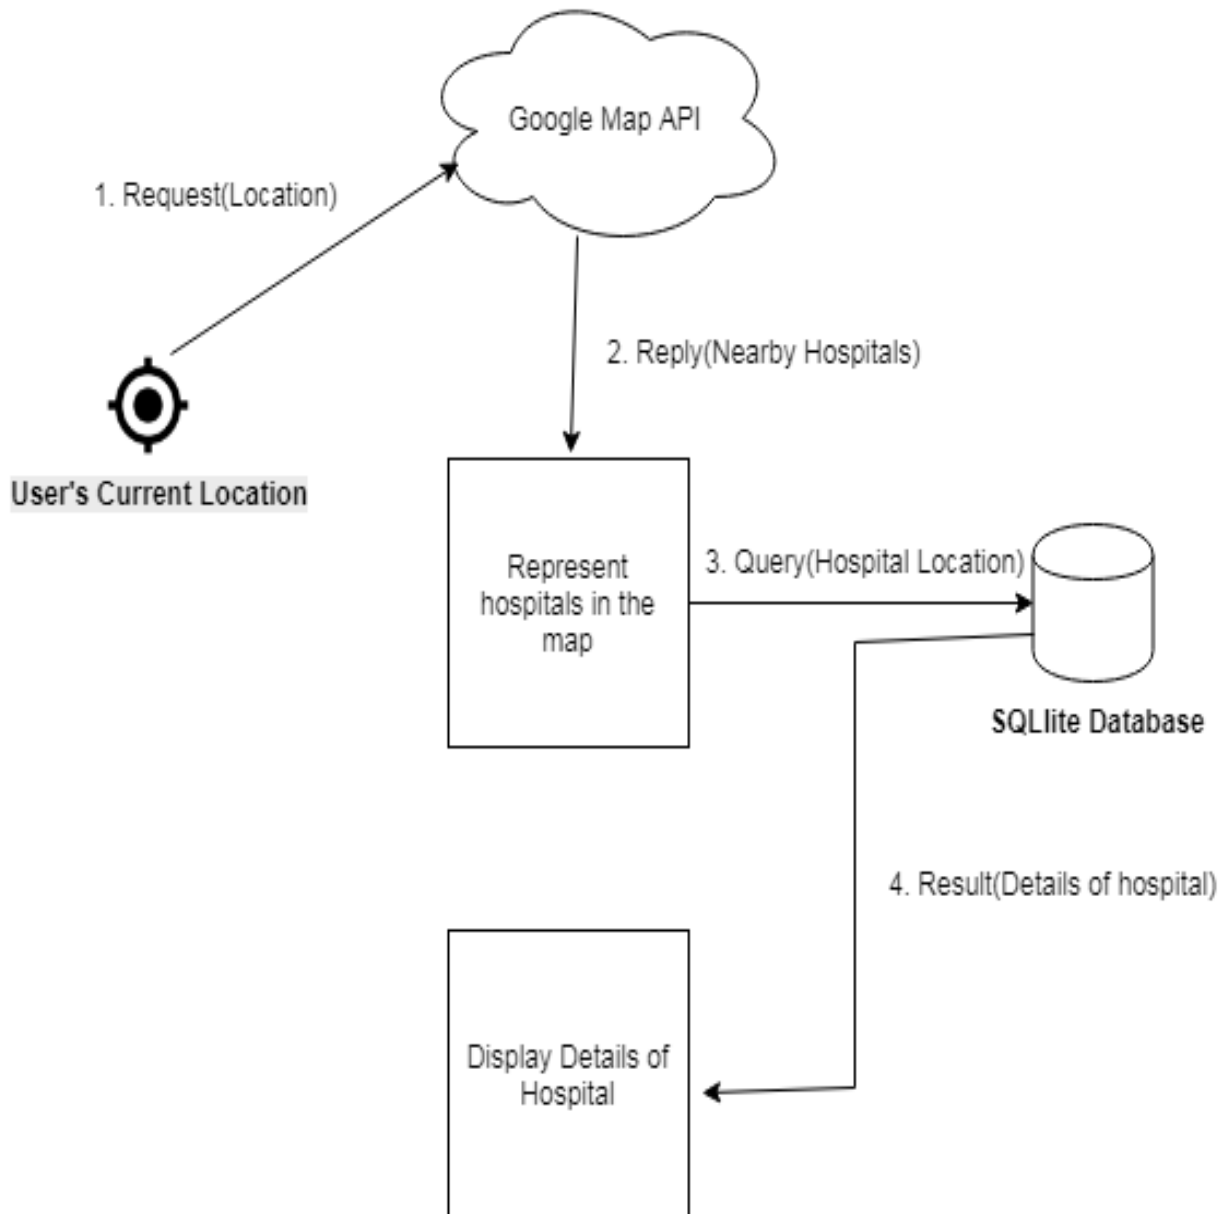 Google Map API
1. Request(Location)
2. Reply(Nearby Hospitals)
User's Current Location
Represent
hospitals in the
map
3. Query(Hospital Location)
SQLlite Database
4. Result(Details of hospital)
Display Details of
Hospital